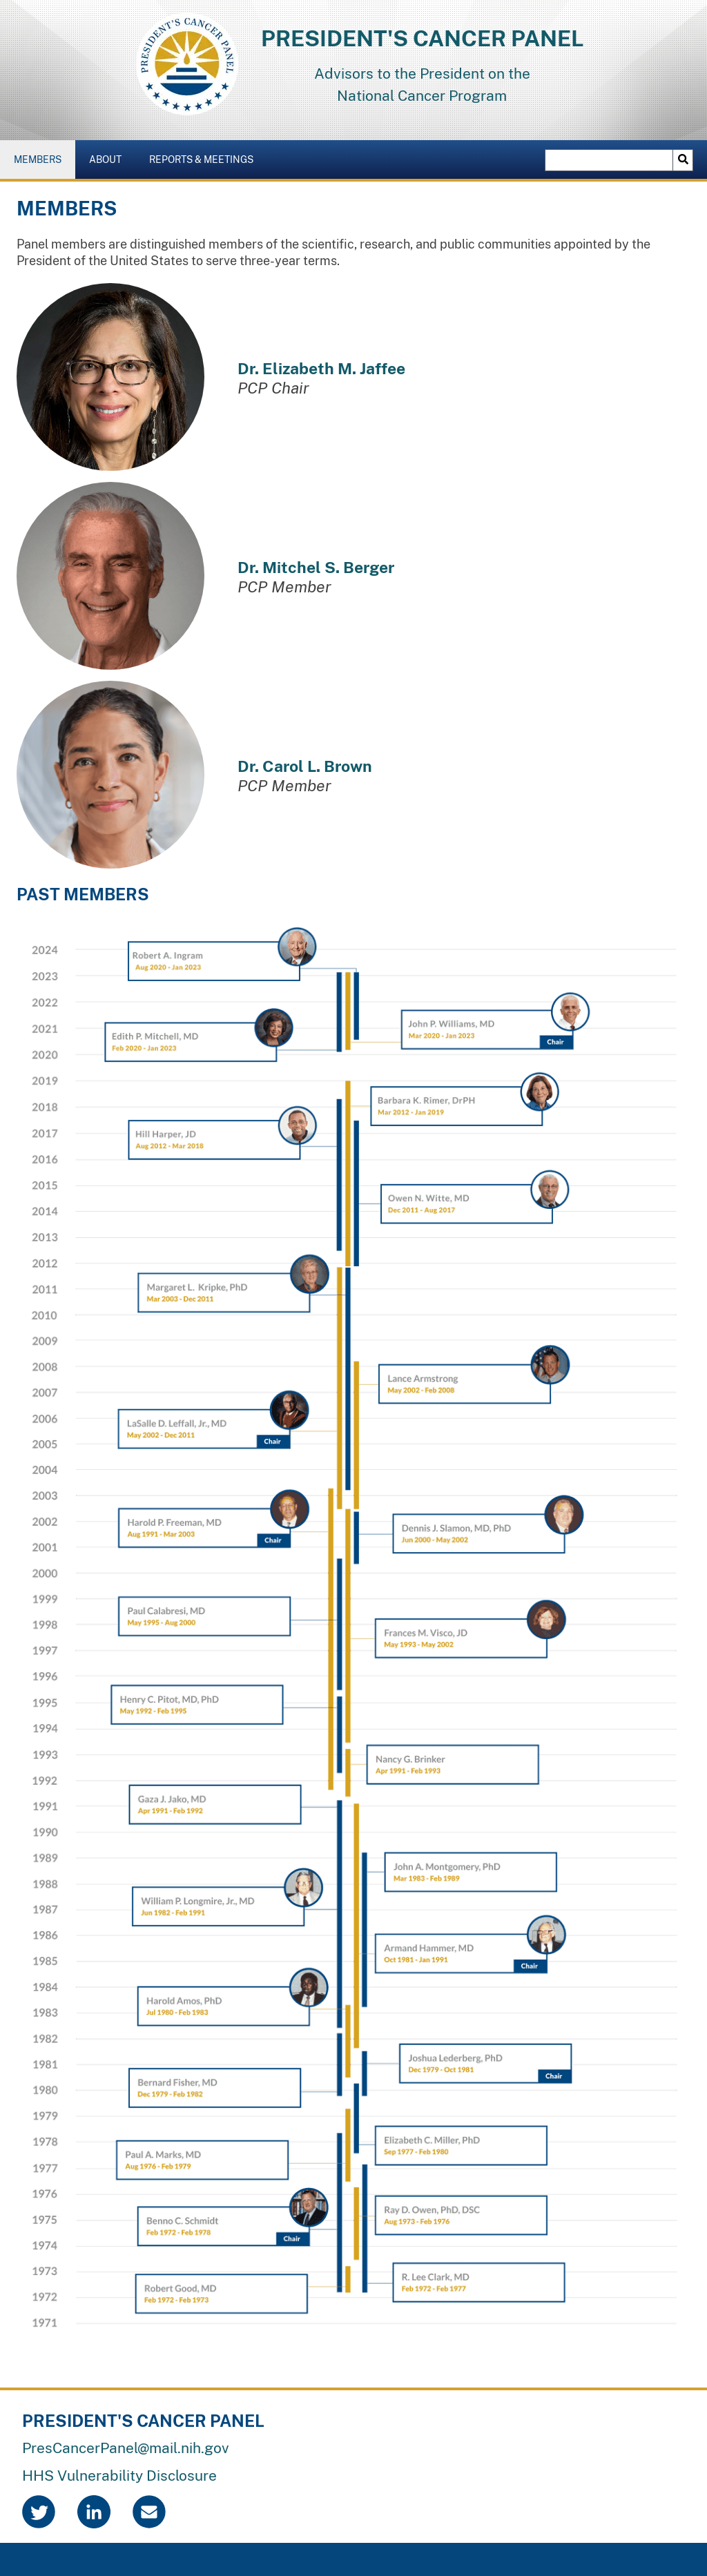 PRESIDENT'S CANCER PANEL
PRESIDENT'S CANCER PANEL
Advisors to the President on the
National Cancer Program
MEMBERS
ABOUT
REPORTS & MEETINGS
MEMBERS
Panel members are distinguished members of the scientific, research, and public communities appointed by the
President of the United States to serve three-year terms.
Dr. Elizabeth M. Jaffee
PCP Chair
Dr. Mitchel S. Berger
PCP Member
Dr. Carol L. Brown
PCP Member
PAST MEMBERS
2024
Robert A. Ingram
Aug 2020 - Jan 2023
2023
2022
2021
John P. Williams, MD
Mar 2020 - Jan 2023
Chair
Edith P. Mitchell, MD
Feb 2020 - Jan 2023
2020
2019
2018
Barbara K. Rimer, DrPH
Mar 2012 - Jan 2019
2017
Hill Harper, JD
Aug 2012 - Mar 2018
2016
2015
Owen N. Witte, MD
Dec 2011 - Aug 2017
2014
2013
2012
2011
Margaret L. Kripke, PhD
Mar 2003 - Dec 2011
2010
2009
2008
Lance Armstrong
May 2002 - Feb 2008
2007
2006
LaSalle D. Leffall, Jr., MD
May 2002 - Dec 2011
Chair
2005
2004
2003
2002
Harold P. Freeman, MD
Aug 1991 - Mar 2003
Chair
Dennis J. Slamon, MD, PhD
Jun 2000 - May 2002
2001
2000
1999
Paul Calabresi, MD
May 1995 - Aug 2000
1998
Frances M. Visco, JD
May 1993 - May 2002
1997
1996
1995
Henry C. Pitot, MD, PhD
May 1992 - Feb 1995
1994
1993
Nancy G. Brinker
Apr 1991 - Feb 1993
1992
1991
Gaza J. Jako, MD
Apr 1991 - Feb 1992
1990
1989
John A. Montgomery, PhD
Mar 1983 - Feb 1989
1988
William P. Longmire, Jr., MD
Jun 1982 - Feb 1991
1987
1986
Armand Hammer, MD
Oct 1981 - Jan 1991
Chair
1985
1984
Harold Amos, PhD
Jul 1980 - Feb 1983
1983
1982
Joshua Lederberg, PhD
Dec 1979 - Oct 1981
Chair
1981
Bernard Fisher, MD
Dec 1979 - Feb 1982
1980
1979
1978
Elizabeth C. Miller, PhD
Sep 1977 - Feb 1980
Paul A. Marks, MD
Aug 1976 - Feb 1979
1977
1976
Ray D. Owen, PhD, DSC
Aug 1973 - Feb 1976
1975
Benno C. Schmidt
Feb 1972 - Feb 1978
Chair
1974
1973
R. Lee Clark, MD
Feb 1972 - Feb 1977
Robert Good, MD
Feb 1972 - Feb 1973
1972
1971
PRESIDENT'S CANCER PANEL
PresCancerPanel@mail.nih.gov
HHS Vulnerability Disclosure